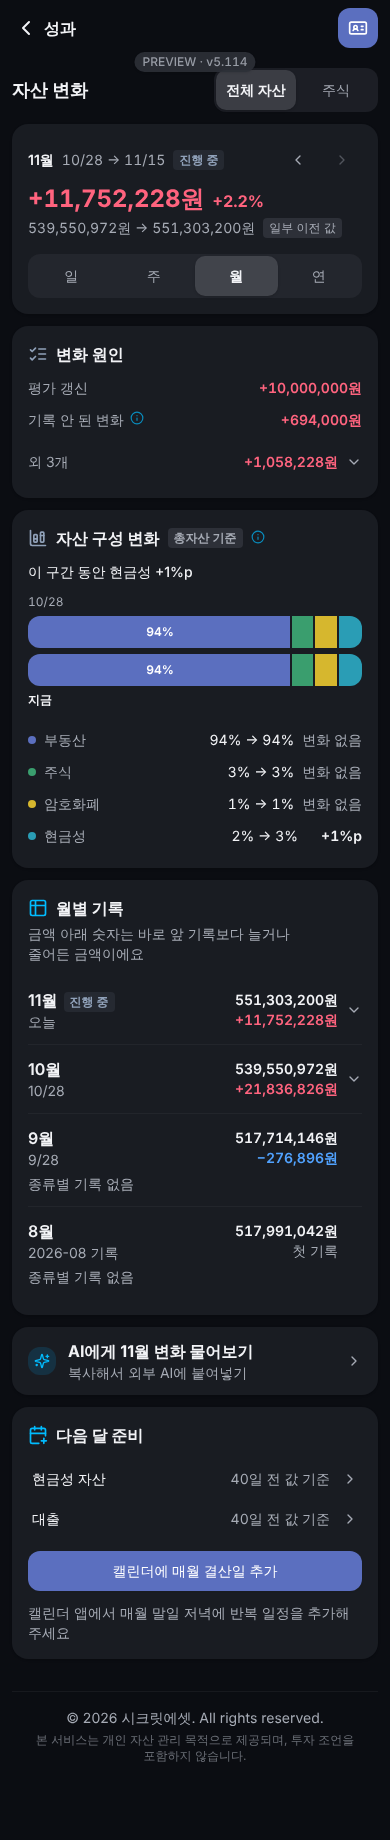 성과
PREVIEW · v5.114
자산 변화
전체 자산
주식
11월 10/28 → 11/15 진행 중
+11,752,228원 +2.2%
539,550,972원 → 551,303,200원 일부 이전 값
일
주
월
연
변화 원인
평가 갱신 +10,000,000원
기록 안 된 변화 +694,000원
외 3개 +1,058,228원
자산 구성 변화 총자산 기준
이 구간 동안 현금성 +1%p
10/28
94%
94%
지금
부동산 94% → 94% 변화 없음
주식 3% → 3% 변화 없음
암호화폐 1% → 1% 변화 없음
현금성 2% → 3% +1%p
월별 기록
금액 아래 숫자는 바로 앞 기록보다 늘거나
줄어든 금액이에요
11월 진행 중 551,303,200원
오늘 +11,752,228원
10월 539,550,972원
10/28 +21,836,826원
9월 517,714,146원
9/28 −276,896원
종류별 기록 없음
8월 517,991,042원
2026-08 기록 첫 기록
종류별 기록 없음
AI에게 11월 변화 물어보기
복사해서 외부 AI에 붙여넣기
다음 달 준비
현금성 자산 40일 전 값 기준
대출 40일 전 값 기준
캘린더에 매월 결산일 추가
캘린더 앱에서 매월 말일 저녁에 반복 일정을 추가해
주세요
© 2026 시크릿에셋. All rights reserved.
본 서비스는 개인 자산 관리 목적으로 제공되며, 투자 조언을
포함하지 않습니다.